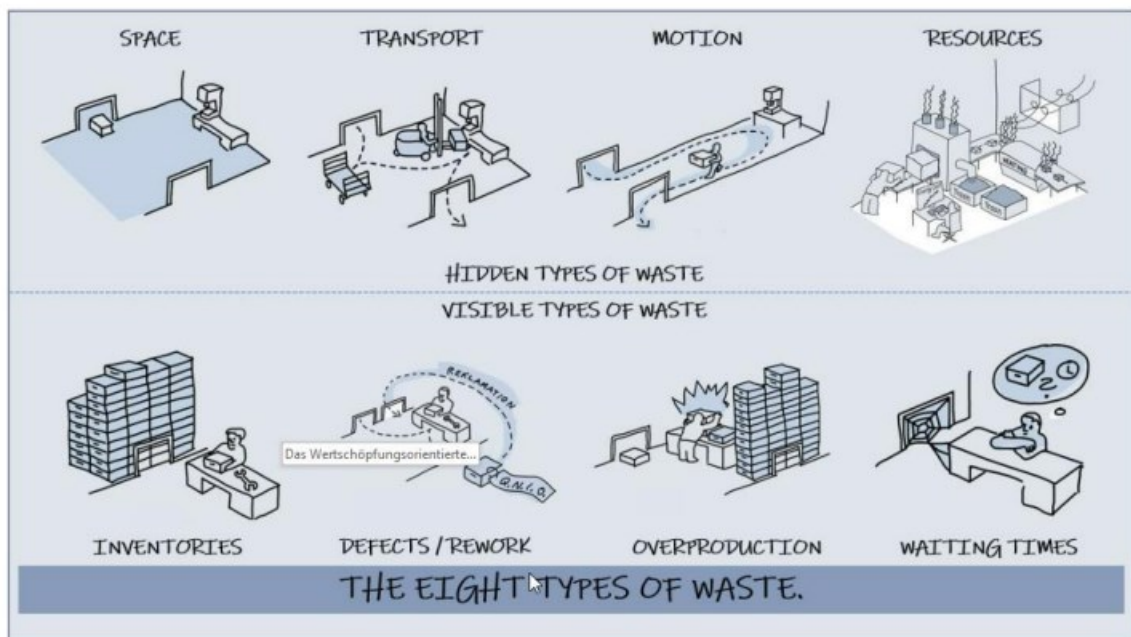 SPACE
TRANSPORT
MOTION
RESOURCES
HIDDEN TYPES OF WASTE
VISIBLE TYPES OF WASTE
REKLAMATION
Das Wertschöpfungsorientierte...
Q.N.I.O.
INVENTORIES
DEFECTS / REWORK
OVERPRODUCTION
WAITING TIMES
THE EIGHT TYPES OF WASTE.